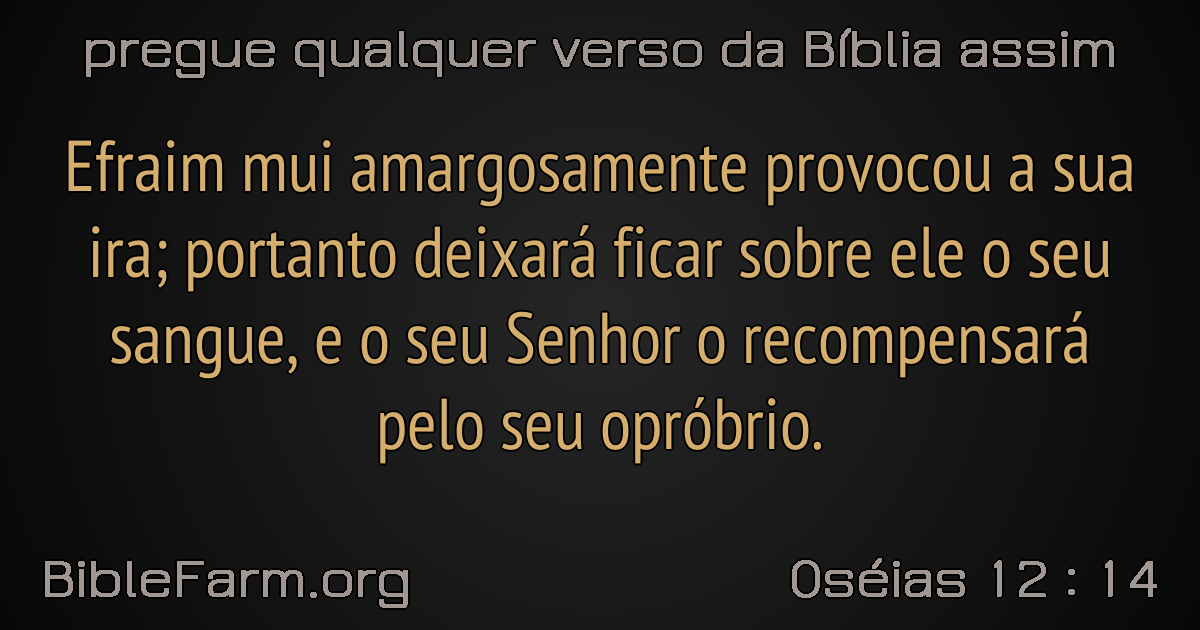 pregue qualquer verso da Bíblia assim
Efraim mui amargosamente provocou a sua
ira; portanto deixará ficar sobre ele o seu
sangue, e o seu Senhor o recompensará
pelo seu opróbrio.
BibleFarm.org
Oséias 12 : 14